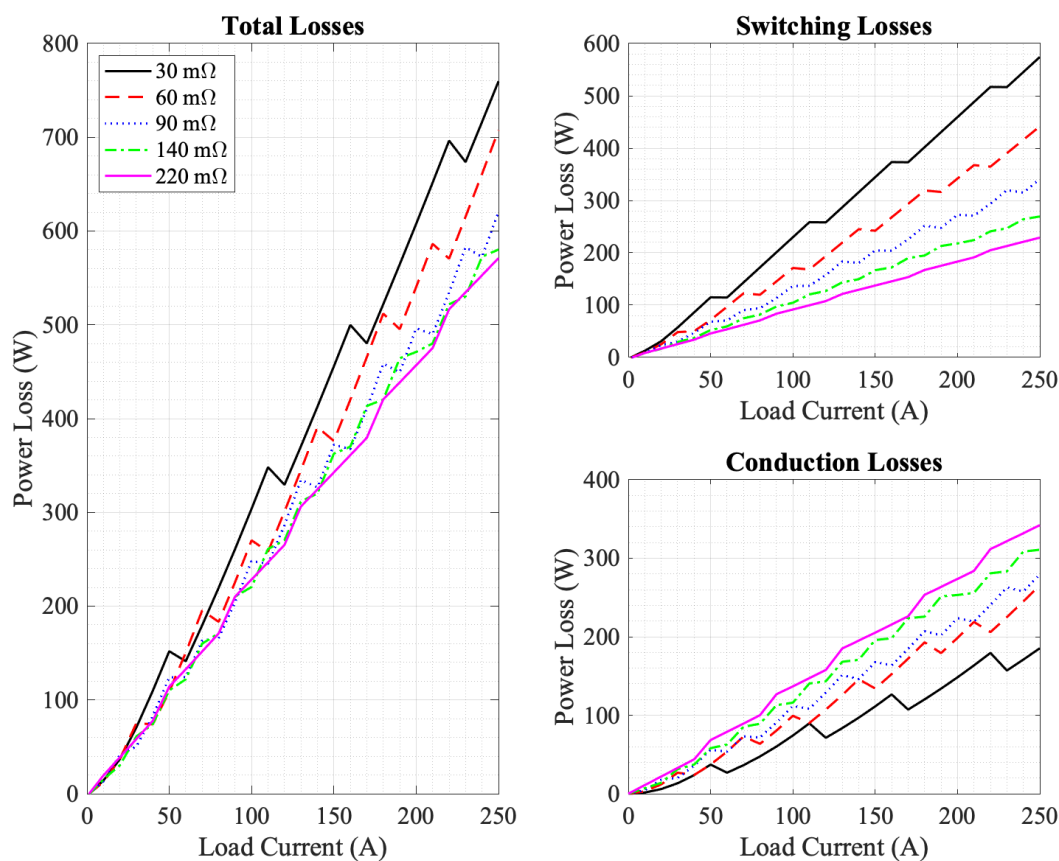 Total Losses
800
700
600
500
400
300
200
100
0
Power Loss (W)
30 mΩ
60 mΩ
90 mΩ
140 mΩ
220 mΩ
0 50 100 150 200 250
Load Current (A)
Switching Losses
600
500
400
300
200
100
0
Power Loss (W)
0 50 100 150 200 250
Load Current (A)
Conduction Losses
400
300
200
100
0
Power Loss (W)
0 50 100 150 200 250
Load Current (A)